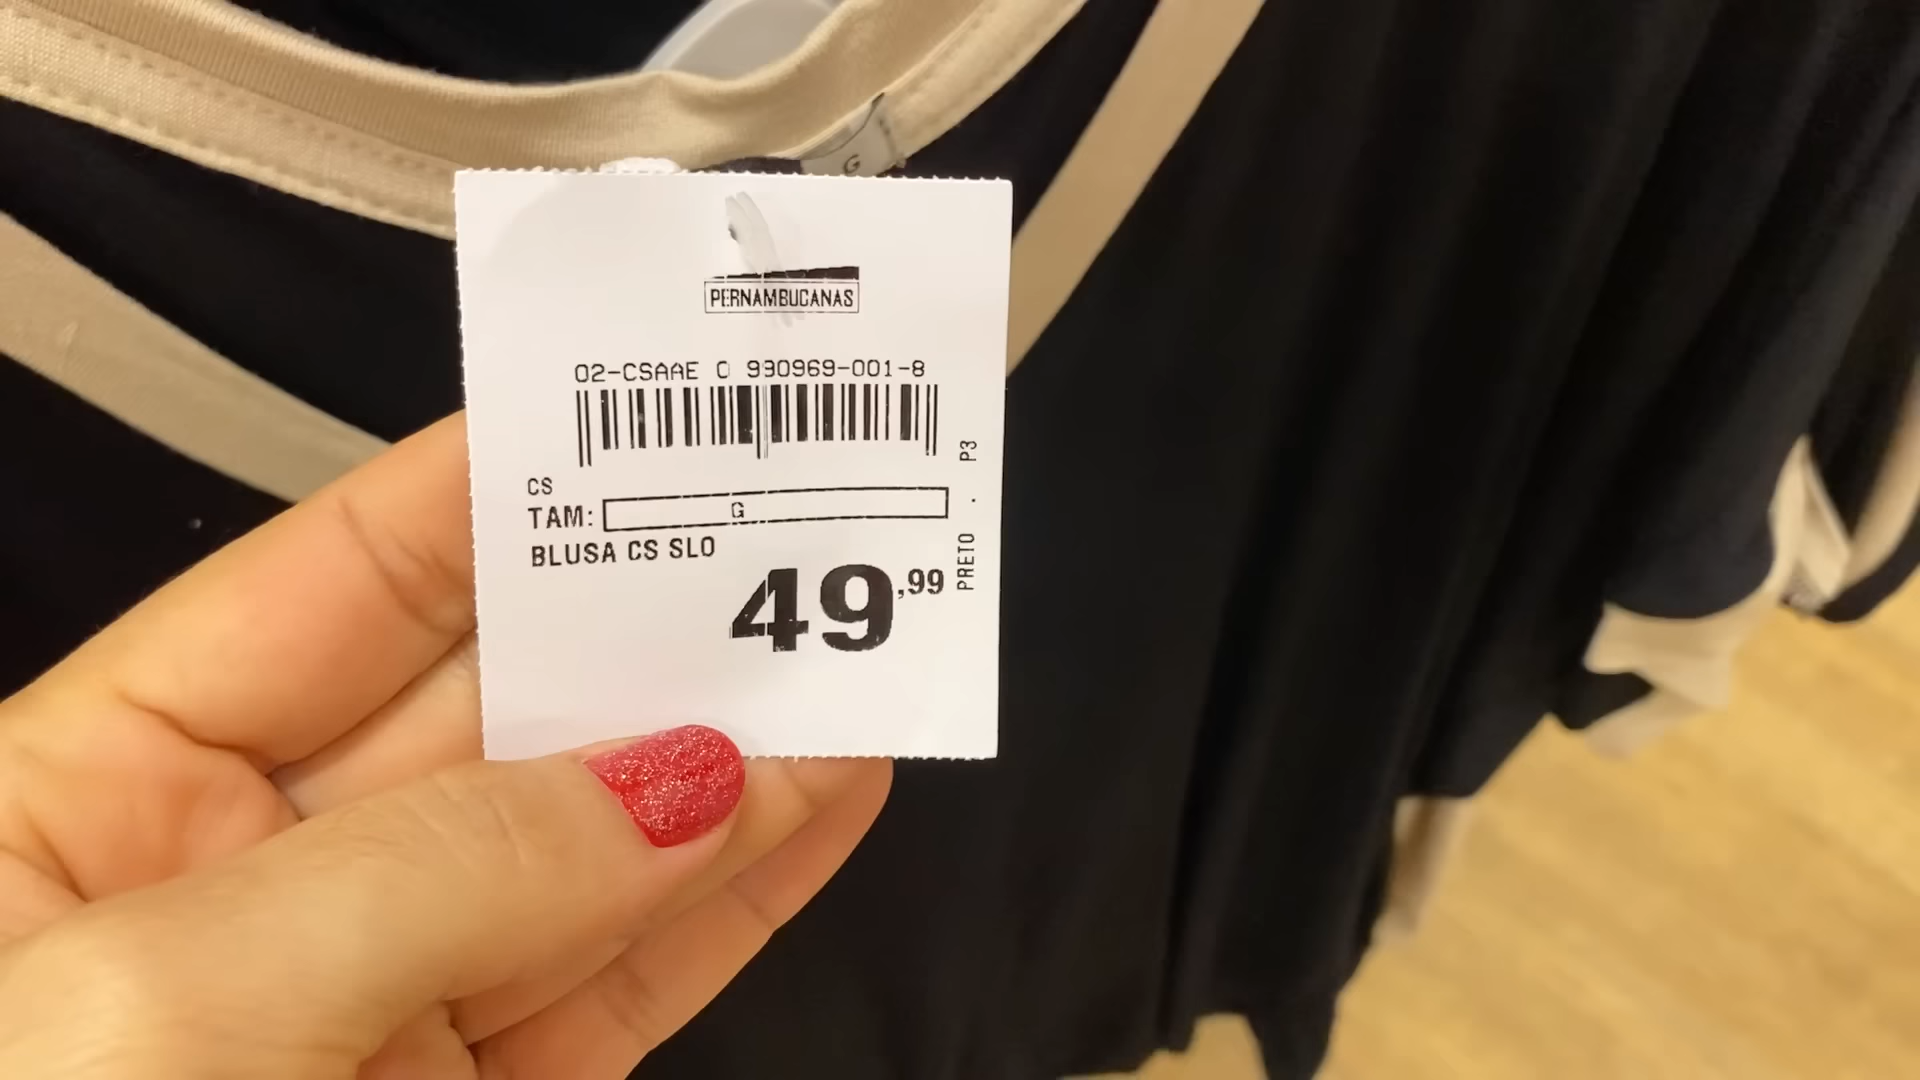 G
PERNAMBUCANAS
02-CSAAE 0 930969-001-8
CS
TAM: G
BLUSA CS SLO
49,99
PRETO . P3